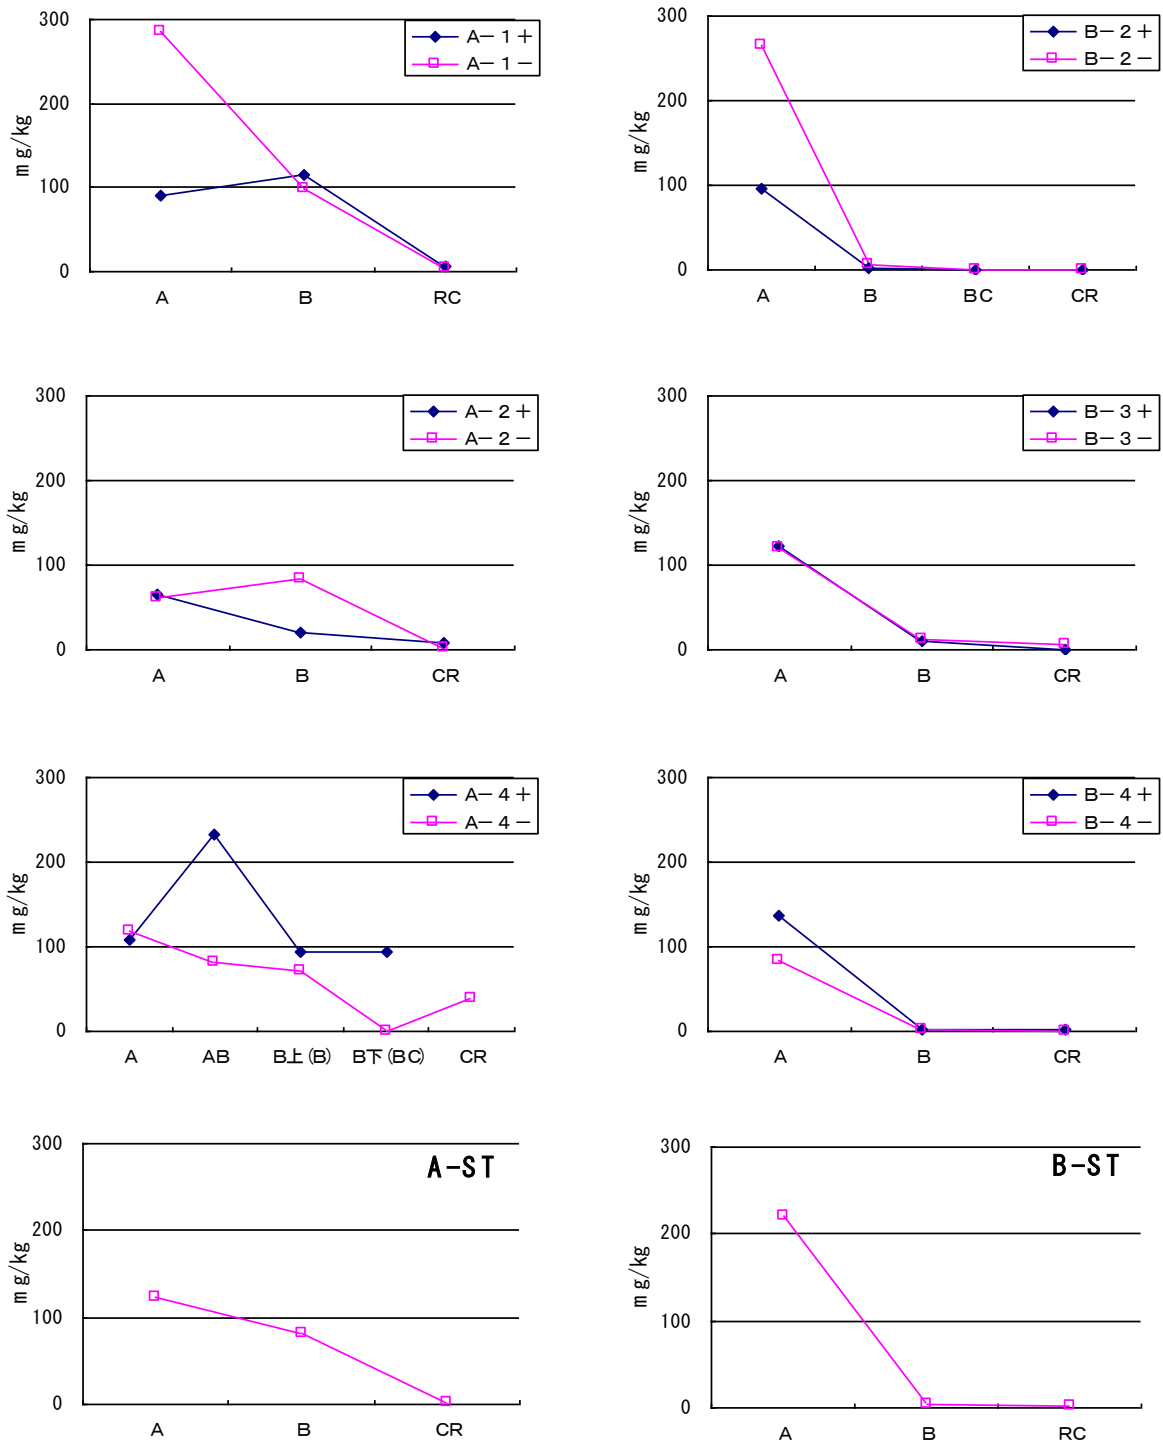 300
200
100
0
mg/kg
A-1+
A-1-
A B RC
300
200
100
0
mg/kg
B-2+
B-2-
A B BC CR
300
200
100
0
mg/kg
A-2+
A-2-
A B CR
300
200
100
0
mg/kg
B-3+
B-3-
A B CR
300
200
100
0
mg/kg
A-4+
A-4-
A AB B上(B) B下(BC) CR
300
200
100
0
mg/kg
B-4+
B-4-
A B CR
300
200
100
0
mg/kg
A-ST
A B CR
300
200
100
0
mg/kg
B-ST
A B RC